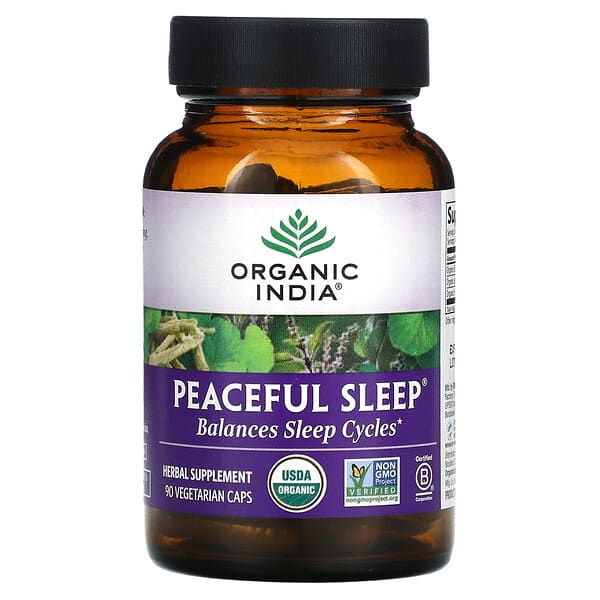 ORGANIC
INDIA®
PEACEFUL SLEEP®
Balances Sleep Cycles*
HERBAL SUPPLEMENT
90 VEGETARIAN CAPS
USDA
ORGANIC
NON
GMO
Project
VERIFIED
nongmoproject.org
Certified
B
Corporation